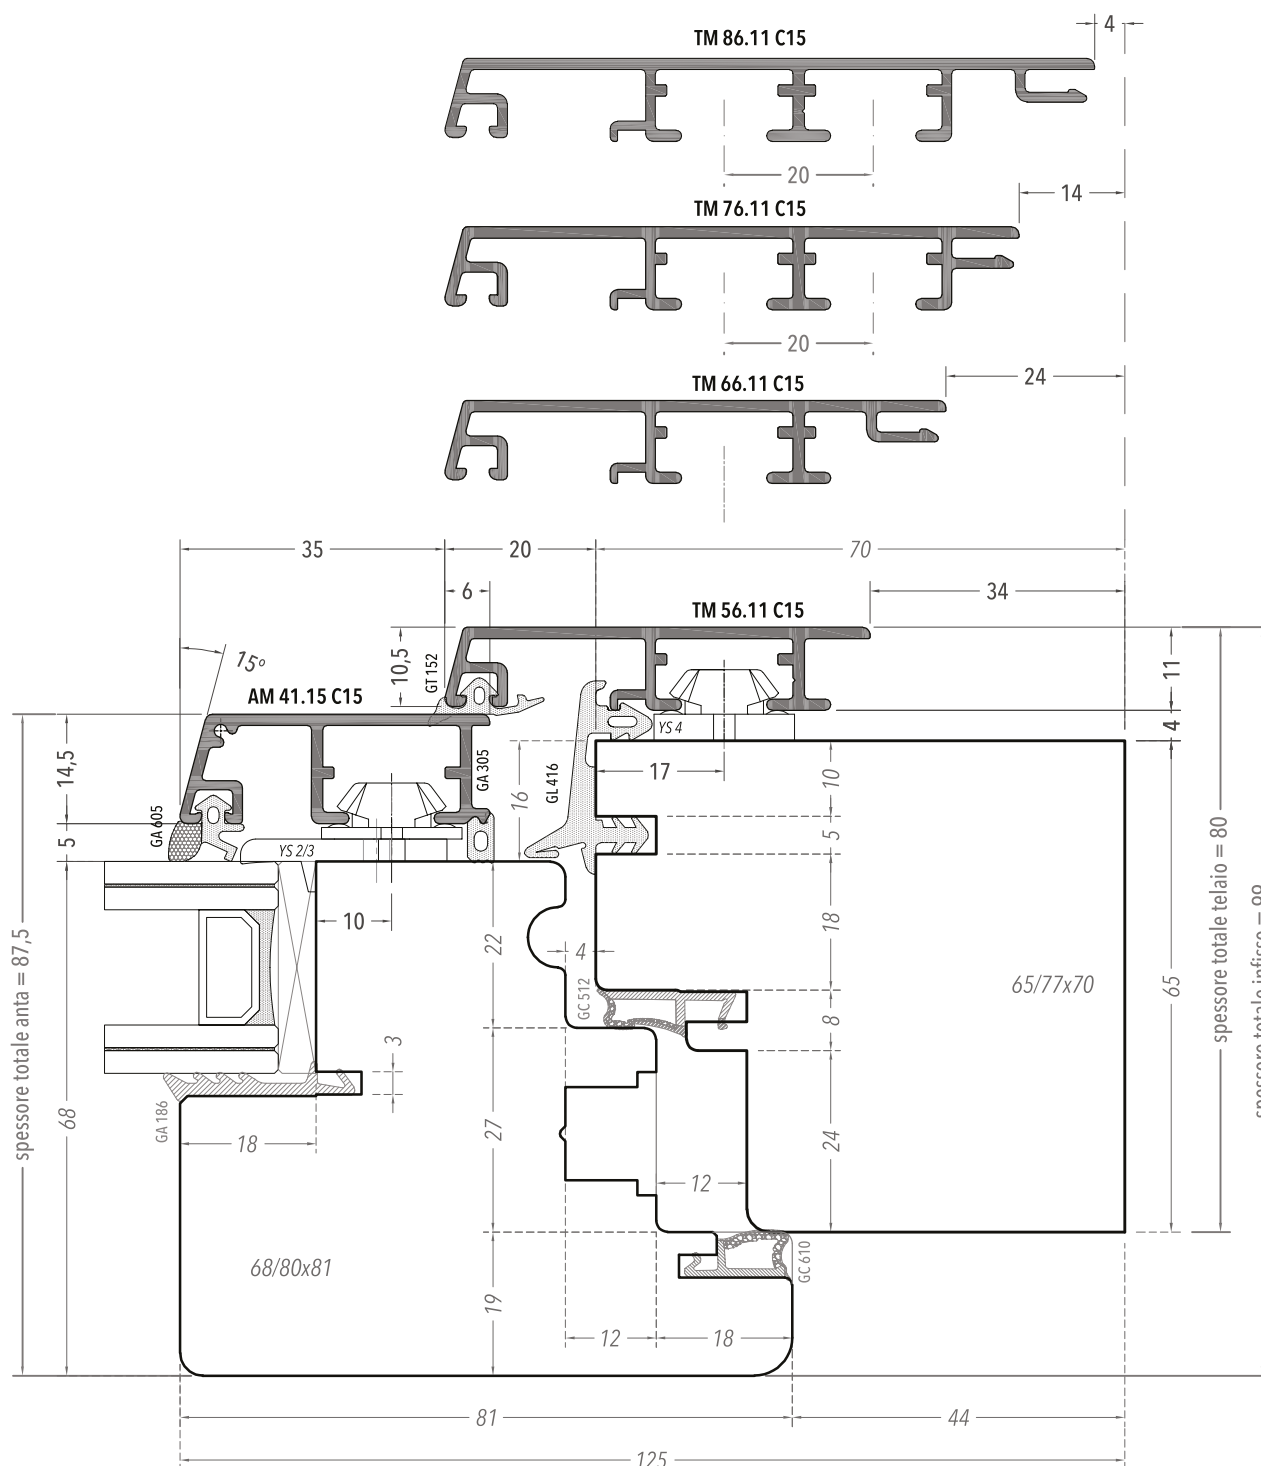 4
TM 86.11 C15
20
14
TM 76.11 C15
20
24
TM 66.11 C15
35
20
70
6
34
TM 56.11 C15
15°
10,5
GT 152
11
AM 41.15 C15
YS 4
4
14,5
GA 305
GL 416
16
17
10
GA 605
5
5
YS 2/3
10
22
4
18
GC 512
65/77x70
65
spessore totale telaio = 80
spessore totale anta = 87,5
3
8
68
GA 186
18
27
24
12
68/80x81
GC 610
19
12
18
81
44
125